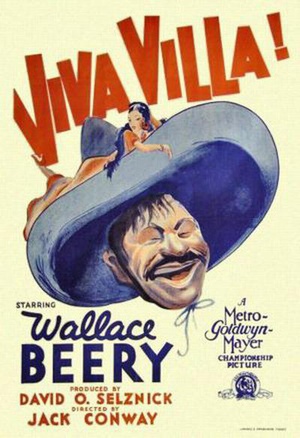 VIVA VILLA!
STARRING
Wallace
BEERY
PRODUCED BY
DAVID O. SELZNICK
DIRECTED BY
JACK CONWAY
A
Metro-
Goldwyn-
Mayer
CHAMPIONSHIP
PICTURE